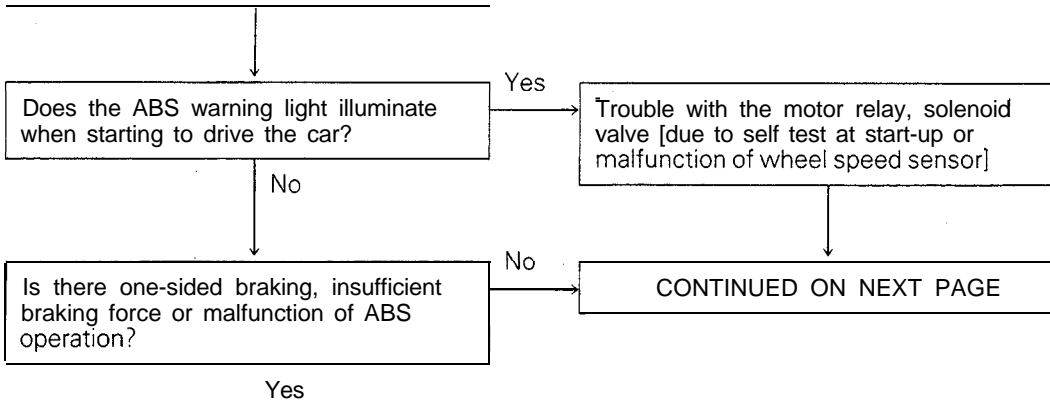 Does the ABS warning light illuminate
when starting to drive the car?
Yes
Trouble with the motor relay, solenoid
valve [due to self test at start-up or
malfunction of wheel speed sensor]
No
Is there one-sided braking, insufficient
braking force or malfunction of ABS
operation?
No
CONTINUED ON NEXT PAGE
Yes